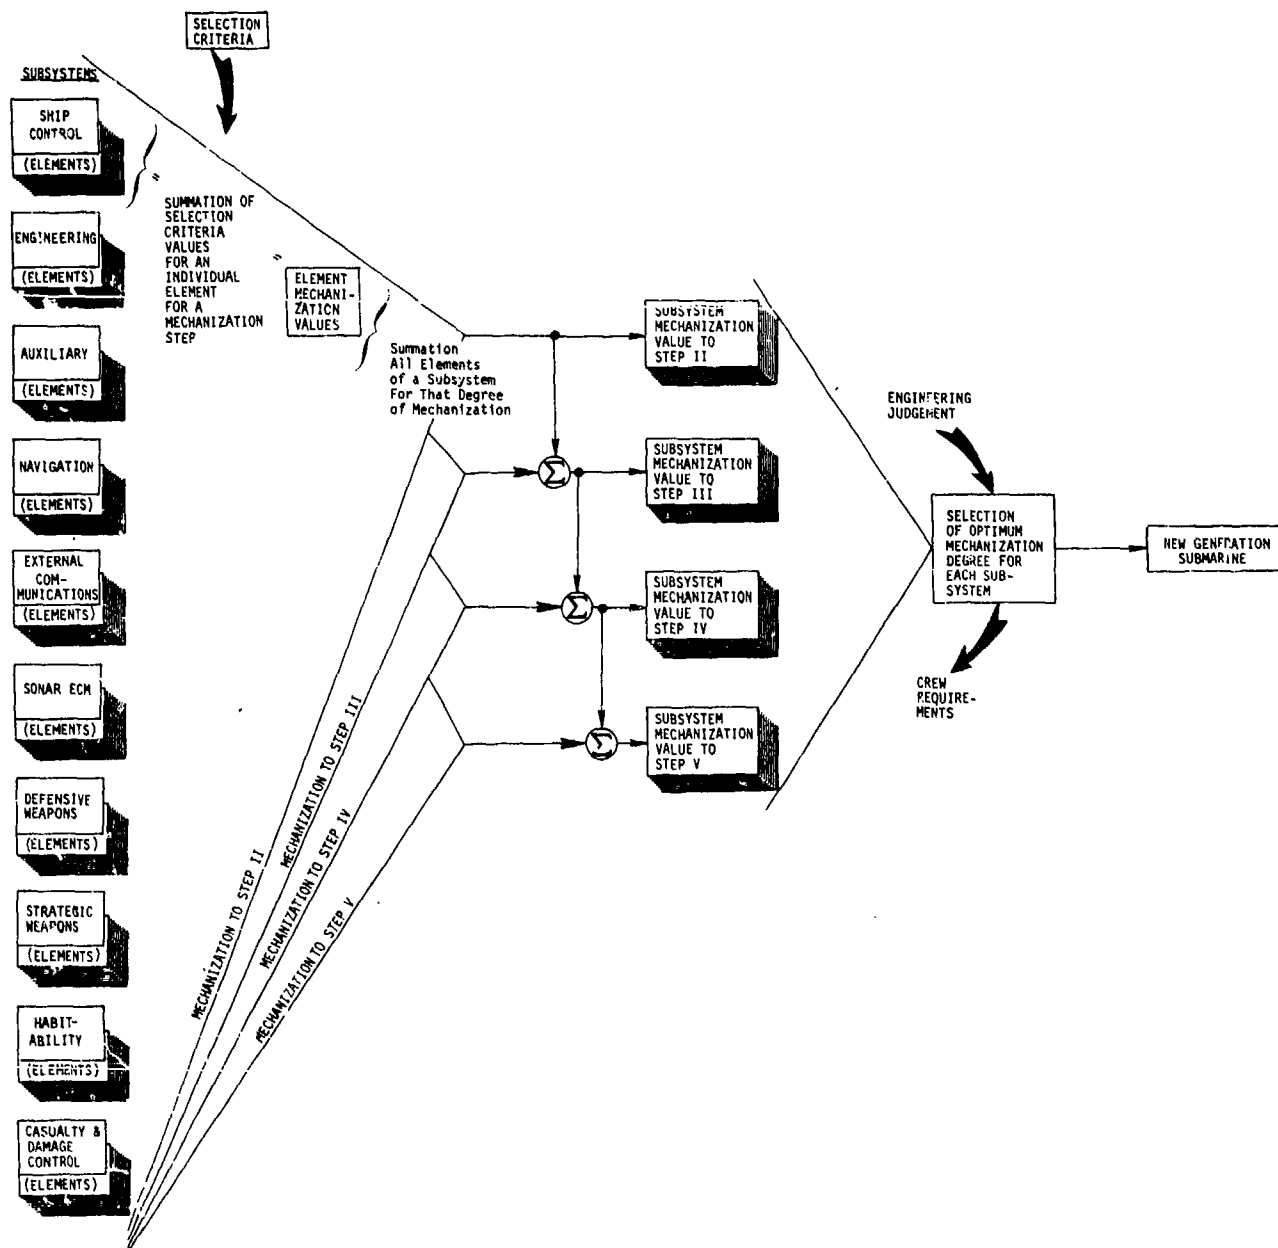 SELECTION
CRITERIA
SUBSYSTEMS
SHIP
CONTROL
(ELEMENTS)
ENGINEERING
(ELEMENTS)
AUXILIARY
(ELEMENTS)
NAVIGATION
(ELEMENTS)
EXTERNAL
COM-
MUNICATIONS
(ELEMENTS)
SONAR ECM
(ELEMENTS)
DEFENSIVE
WEAPONS
(ELEMENTS)
STRATEGIC
WEAPONS
(ELEMENTS)
HABIT-
ABILITY
(ELEMENTS)
CASUALTY &
DAMAGE
CONTROL
(ELEMENTS)
SUMMATION OF
SELECTION
CRITERIA
VALUES
FOR AN
INDIVIDUAL
ELEMENT
FOR A
MECHANIZATION
STEP
ELEMENT
MECHANI-
ZATION
VALUES
Summation
All Elements
of a Subsystem
For That Degree
of Mechanization
MECHANIZATION TO STEP II
MECHANIZATION TO STEP III
MECHANIZATION TO STEP IV
MECHANIZATION TO STEP V
Σ
Σ
Σ
SUBSYSTEM
MECHANIZATION
VALUE TO
STEP II
SUBSYSTEM
MECHANIZATION
VALUE TO
STEP III
SUBSYSTEM
MECHANIZATION
VALUE TO
STEP IV
SUBSYSTEM
MECHANIZATION
VALUE TO
STEP V
ENGINEERING
JUDGEMENT
SELECTION
OF OPTIMUM
MECHANIZATION
DEGREE FOR
EACH SUB-
SYSTEM
CREW
REQUIRE-
MENTS
NEW GENERATION
SUBMARINE